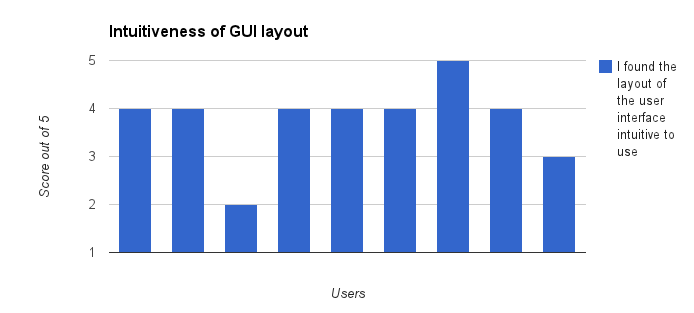 Intuitiveness of GUI layout
5
4
3
2
1
Score out of 5
Users
I found the
layout of
the user
interface
intuitive to
use